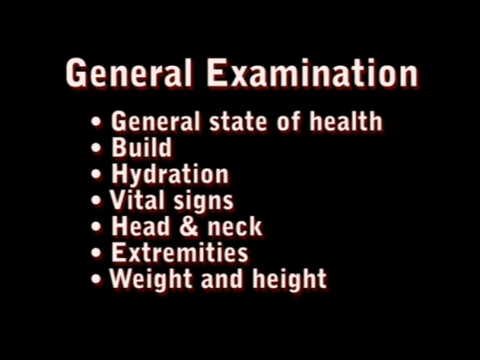 General Examination
• General state of health
• Build
• Hydration
• Vital signs
• Head & neck
• Extremities
• Weight and height